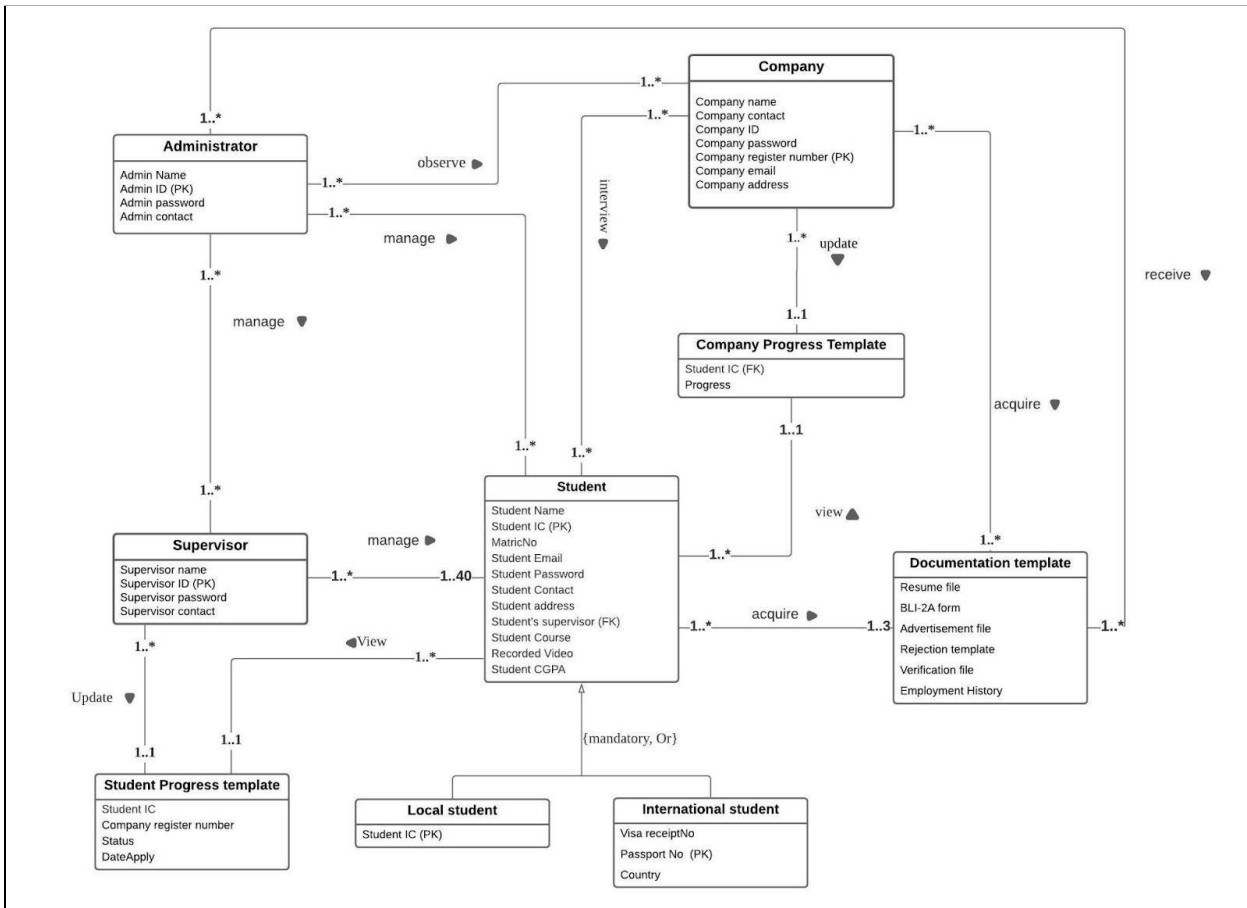 Company
Company name
Company contact
Company ID
Company password
Company register number (PK)
Company email
Company address
1..*
1..*
1..*
1..*
1..*
Administrator
Admin Name
Admin ID (PK)
Admin password
Admin contact
observe
1..*
1..*
manage
interview
1..*
update
receive
1..*
manage
1..1
Company Progress Template
Student IC (FK)
Progress
acquire
1..1
1..*
1..*
1..*
Student
Student Name
Student IC (PK)
MatricNo
Student Email
Student Password
Student Contact
Student address
Student's supervisor (FK)
Student Course
Recorded Video
Student CGPA
view
1..*
1..*
Supervisor
Supervisor name
Supervisor ID (PK)
Supervisor password
Supervisor contact
manage
1..*
1..40
Documentation template
Resume file
BLI-2A form
Advertisement file
Rejection template
Verification file
Employment History
acquire
1..*
1..3
1..*
1..*
View
1..*
Update
1..1
1..1
{mandatory, Or}
Student Progress template
Student IC
Company register number
Status
DateApply
Local student
Student IC (PK)
International student
Visa receiptNo
Passport No (PK)
Country